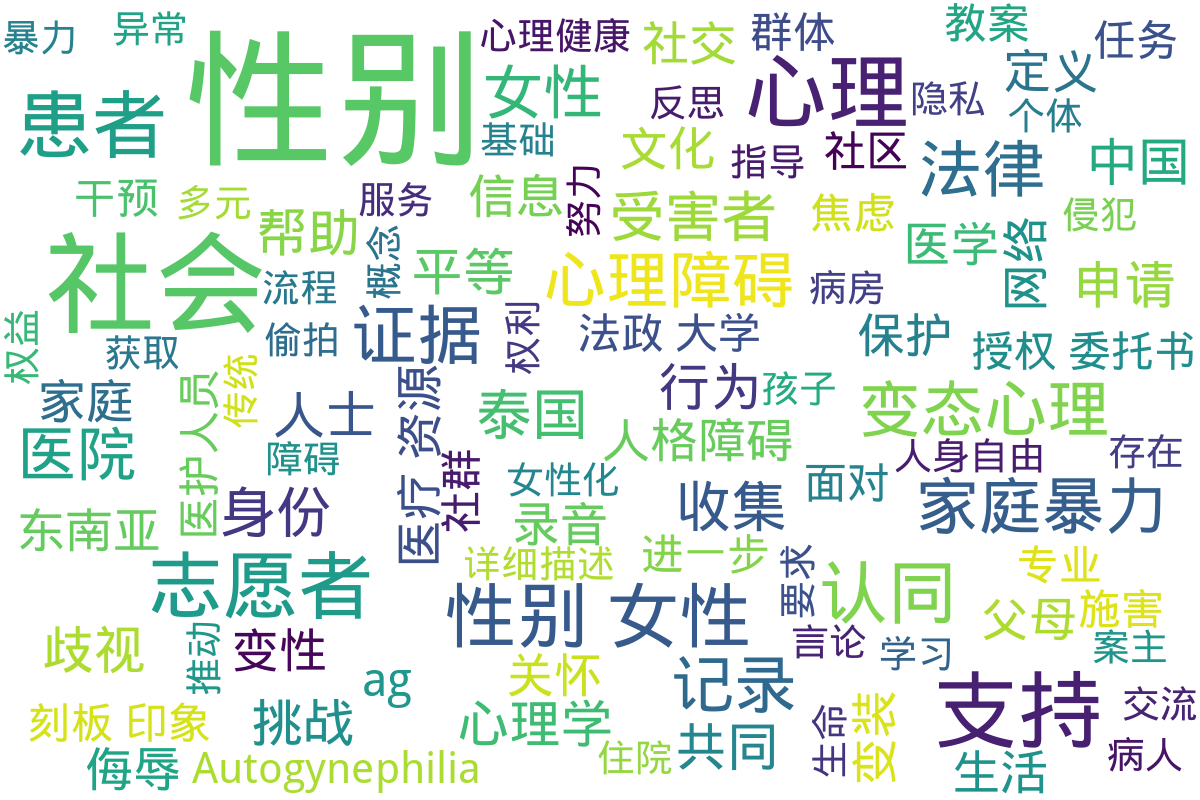 暴力
异常
性别
心理健康
社交
群体
教案
任务
患者
女性
基础
反思
心理
隐私
定义
个体
文化
指导
社区
法律
中国
干预
多元
服务
信息
努力
受害者
焦虑
侵犯
帮助
概念
平等
医学
网络
社会
流程
心理障碍
病房
申请
权益
获取
偷拍
证据
权利
法政 大学
保护
授权 委托书
家庭
医护 人员
传统
人士
医疗 资源
泰国
行为
孩子
变态心理
医院
障碍
社群
人格障碍
人身自由
存在
女性化
面对
东南亚
身份
录音
收集
家庭暴力
志愿者
详细描述
进一步
要求
专业
性别 女性
认同
父母
施害
歧视
推动
变性
ag
关怀
记录
言论
学习
案主
刻板 印象
挑战
心理学
支持
交流
侮辱
Autogynephilia
住院
共同
生命
变装
生活
病人